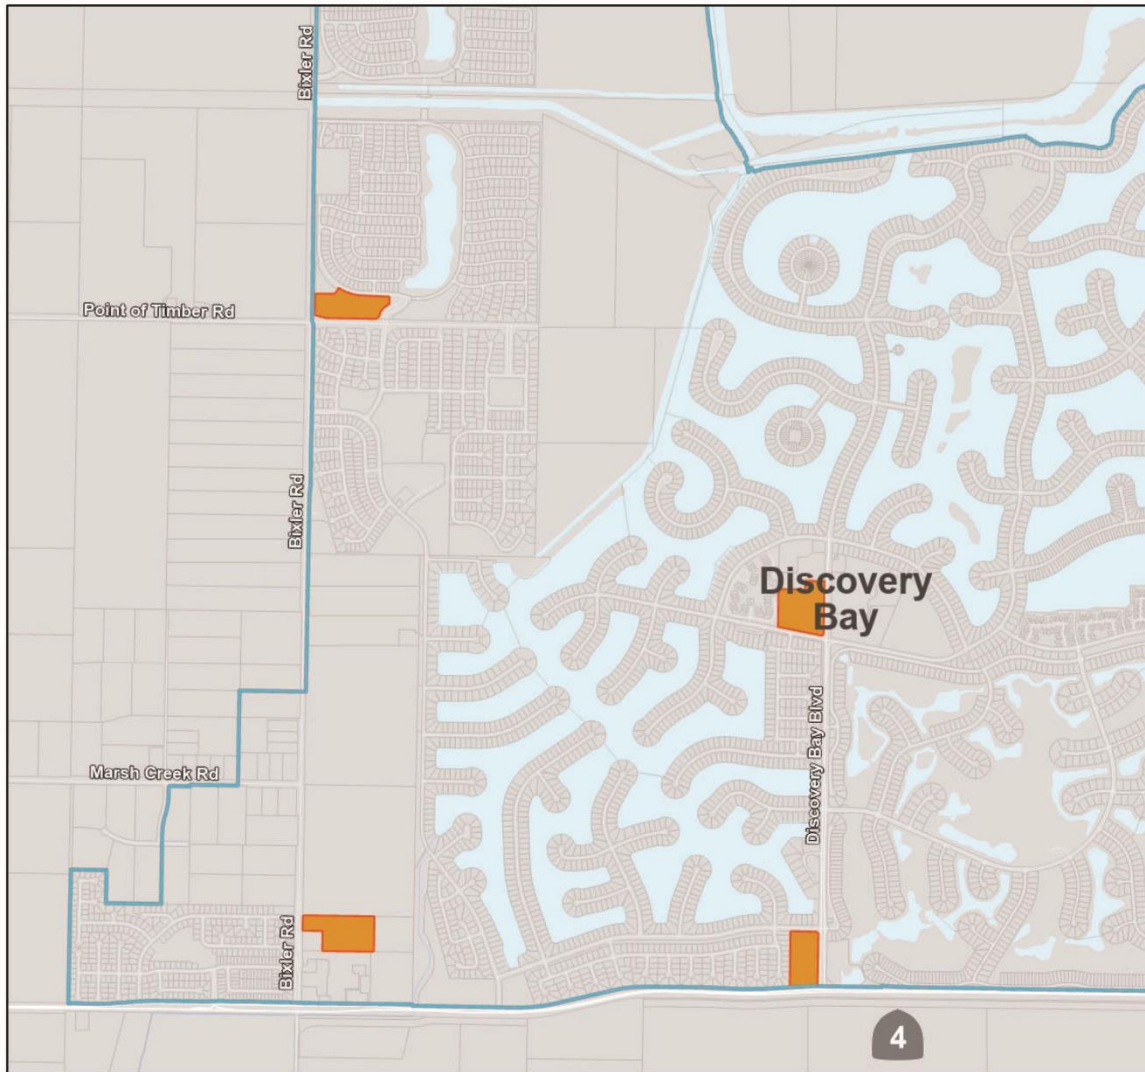 Bixler Rd
Point of Timber Rd
Bixler Rd
Discovery
Bay
Discovery Bay Blvd
Marsh Creek Rd
Bixler Rd
4